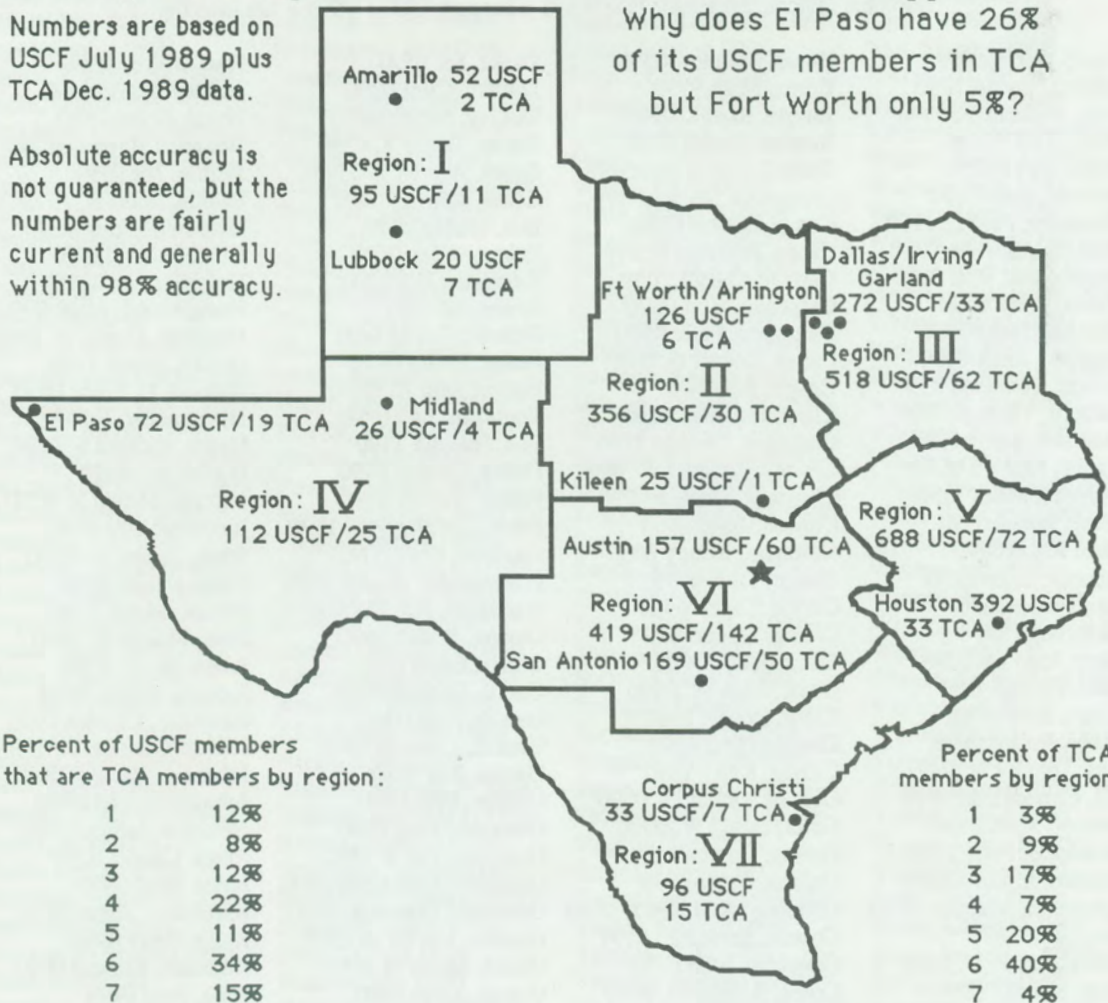 Numbers are based on
USCF July 1989 plus
TCA Dec. 1989 data.
Absolute accuracy is
not guaranteed, but the
numbers are fairly
current and generally
within 98% accuracy.
Why does El Paso have 26%
of its USCF members in TCA
but Fort Worth only 5%?
Amarillo 52 USCF
2 TCA
Region: I
95 USCF/11 TCA
Lubbock 20 USCF
7 TCA
Ft Worth/Arlington
126 USCF
6 TCA
Region: II
356 USCF/30 TCA
Kileen 25 USCF/1 TCA
Dallas/Irving/
Garland
272 USCF/33 TCA
Region: III
518 USCF/62 TCA
El Paso 72 USCF/19 TCA
Midland
26 USCF/4 TCA
Region: IV
112 USCF/25 TCA
Region: V
688 USCF/72 TCA
Houston 392 USCF
33 TCA
Austin 157 USCF/60 TCA
Region: VI
419 USCF/142 TCA
San Antonio 169 USCF/50 TCA
Corpus Christi
33 USCF/7 TCA
Region: VII
96 USCF
15 TCA
Percent of USCF members
that are TCA members by region:
1 12%
2 8%
3 12%
4 22%
5 11%
6 34%
7 15%
Percent of TCA
members by region
1 3%
2 9%
3 17%
4 7%
5 20%
6 40%
7 4%